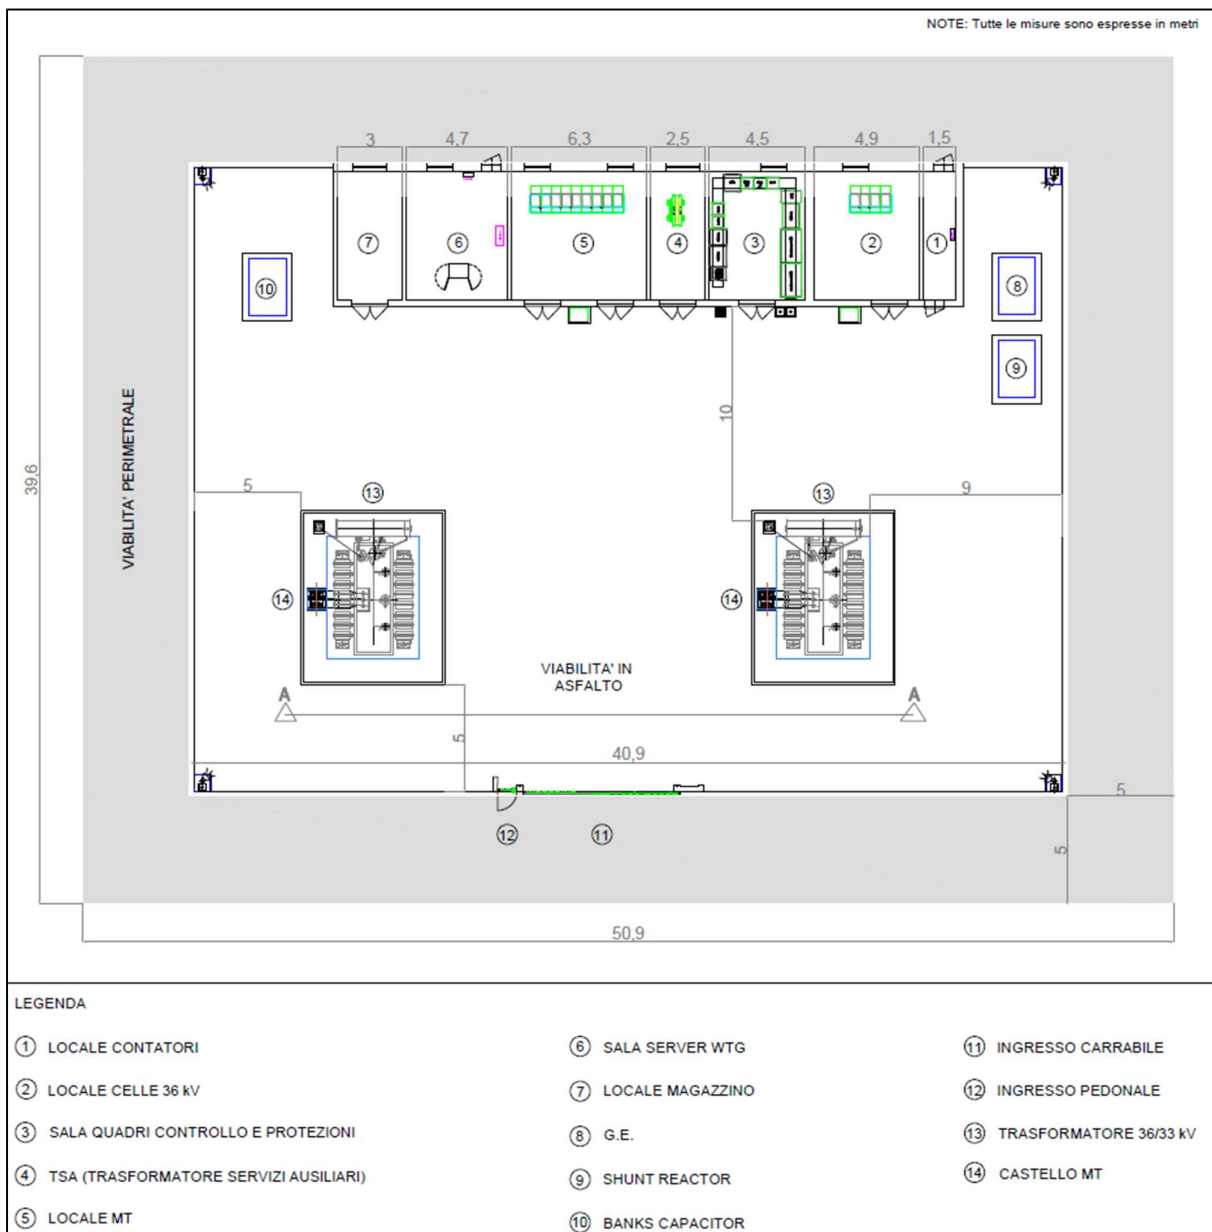 NOTE: Tutte le misure sono espresse in metri
3
4,7
6,3
2,5
4,5
4,9
1,5
7
6
5
4
3
2
1
10
8
9
39,6
VIABILITA' PERIMETRALE
10
5
13
13
9
14
14
VIABILITA' IN
ASFALTO
A
A
5
40,9
5
12
11
5
50,9
LEGENDA
1 LOCALE CONTATORI
2 LOCALE CELLE 36 kV
3 SALA QUADRI CONTROLLO E PROTEZIONI
4 TSA (TRASFORMATORE SERVIZI AUSILIARI)
5 LOCALE MT
6 SALA SERVER WTG
7 LOCALE MAGAZZINO
8 G.E.
9 SHUNT REACTOR
10 BANKS CAPACITOR
11 INGRESSO CARRABILE
12 INGRESSO PEDONALE
13 TRASFORMATORE 36/33 kV
14 CASTELLO MT